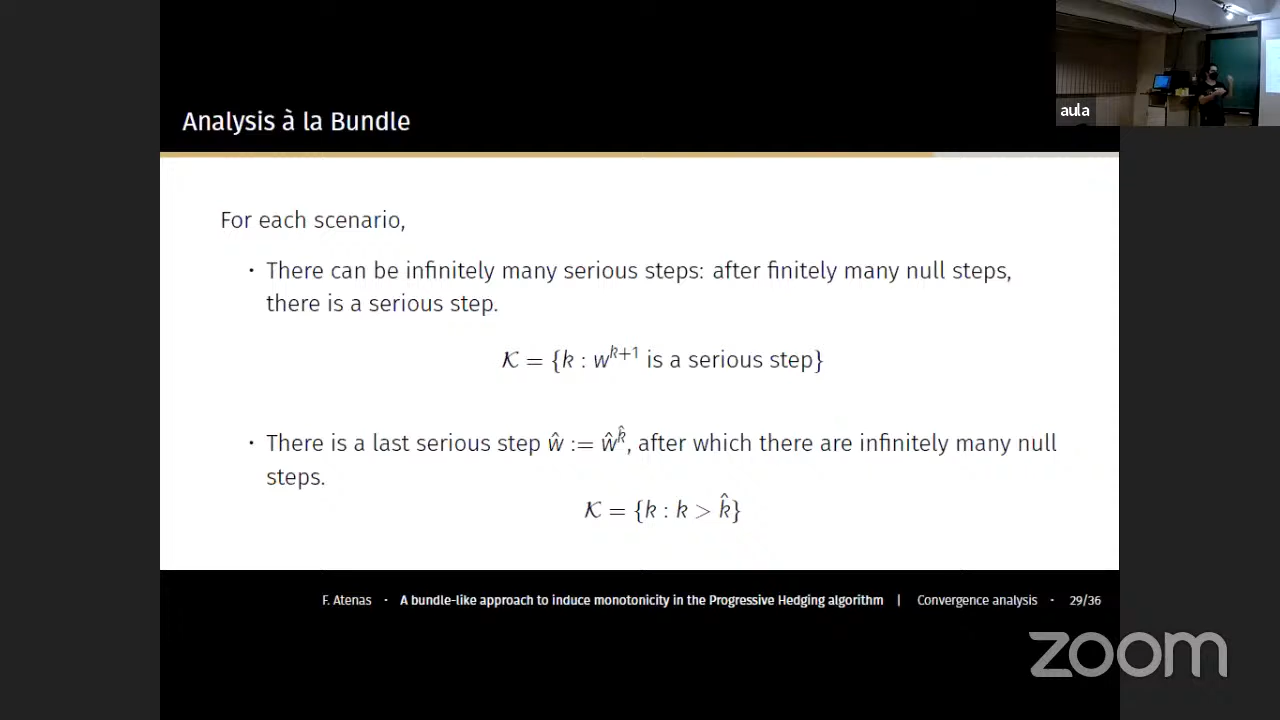 aula
Analysis à la Bundle
For each scenario,
· There can be infinitely many serious steps: after finitely many null steps,
there is a serious step.
𝒦 = {k : w^{k+1} is a serious step}
· There is a last serious step ŵ := ŵ^{k̂}, after which there are infinitely many null
steps.
𝒦 = {k : k > k̂}
F. Atenas · A bundle-like approach to induce monotonicity in the Progressive Hedging algorithm | Convergence analysis · 29/36
zoom